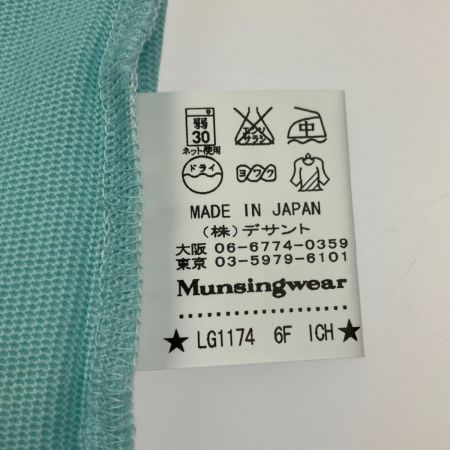 弱
30
ネット使用
エンソ
サラシ
中
ドライ
ヨワク
MADE IN JAPAN
(株)デサント
大阪 06-6774-0359
東京 03-5979-6101
Munsingwear
★ LG1174 6F ICH ★